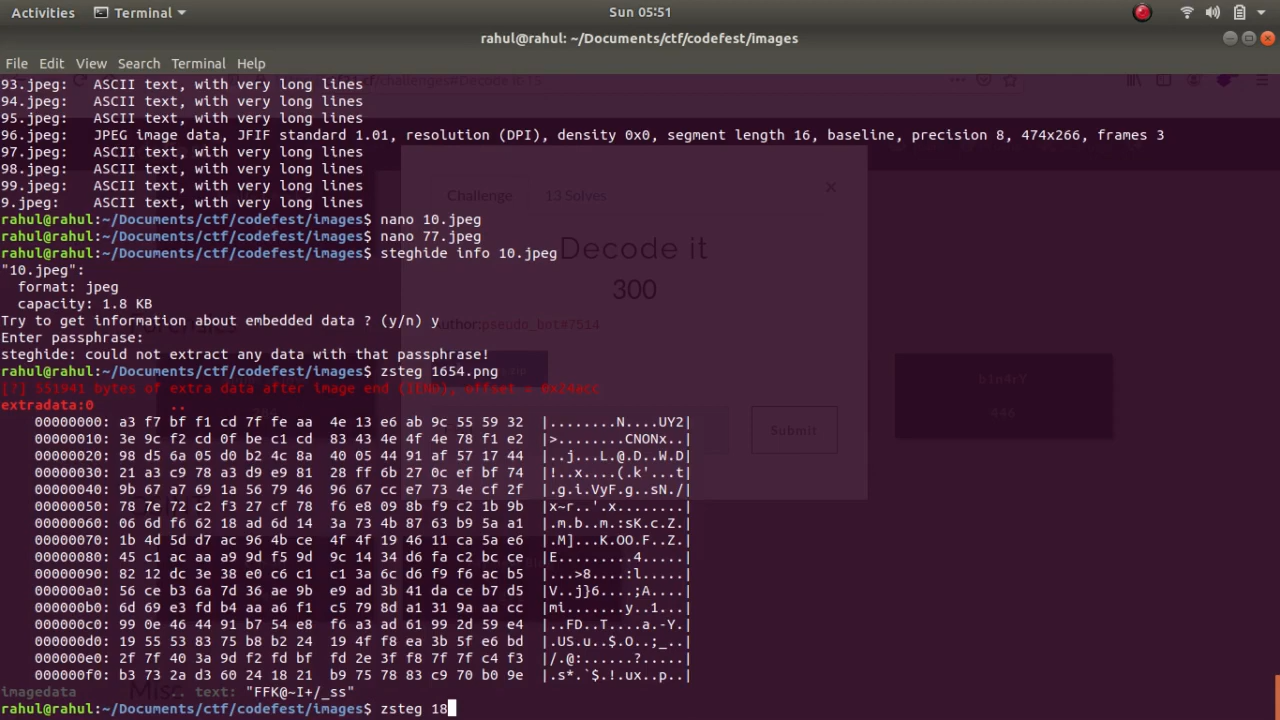 Activities Terminal Sun 05:51
rahul@rahul: ~/Documents/ctf/codefest/images
File Edit View Search Terminal Help
93.jpeg: ASCII text, with very long lines
94.jpeg: ASCII text, with very long lines
95.jpeg: ASCII text, with very long lines
96.jpeg: JPEG image data, JFIF standard 1.01, resolution (DPI), density 0x0, segment length 16, baseline, precision 8, 474x266, frames 3
97.jpeg: ASCII text, with very long lines
98.jpeg: ASCII text, with very long lines
99.jpeg: ASCII text, with very long lines
9.jpeg: ASCII text, with very long lines
Challenge 13 Solves ×
rahul@rahul:~/Documents/ctf/codefest/images$ nano 10.jpeg
rahul@rahul:~/Documents/ctf/codefest/images$ nano 77.jpeg
rahul@rahul:~/Documents/ctf/codefest/images$ steghide info 10.jpeg
Decode it
"10.jpeg":
format: jpeg
300
capacity: 1.8 KB
Try to get information about embedded data ? (y/n) y
Author:pseudo_bot#7514
Enter passphrase:
steghide: could not extract any data with that passphrase!
rahul@rahul:~/Documents/ctf/codefest/images$ zsteg 1654.png
[?] 551941 bytes of extra data after image end (IEND), offset = 0x24acc
extradata:0 ..
00000000: a3 f7 bf f1 cd 7f fe aa 4e 13 e6 ab 9c 55 59 32 |........N....UY2|
00000010: 3e 9c f2 cd 0f be c1 cd 83 43 4e 4f 4e 78 f1 e2 |>........CNONx..|
00000020: 98 d5 6a 05 d0 b2 4c 8a 40 05 44 91 af 57 17 44 |..j...L.@.D..W.D|
00000030: 21 a3 c9 78 a3 d9 e9 81 28 ff 6b 27 0c ef bf 74 |!..x....(.k'...t|
00000040: 9b 67 a7 69 1a 56 79 46 96 67 cc e7 73 4e cf 2f |.g.i.VyF.g..sN./|
00000050: 78 7e 72 c2 f3 27 cf 78 f6 e8 09 8b f9 c2 1b 9b |x~r..'.x........|
00000060: 06 6d f6 62 18 ad 6d 14 3a 73 4b 87 63 b9 5a a1 |.m.b..m.:sK.c.Z.|
00000070: 1b 4d 5d d7 ac 96 4b ce 4f 4f 19 46 11 ca 5a e6 |.M]...K.OO.F..Z.|
00000080: 45 c1 ac aa a9 9d f5 9d 9c 14 34 d6 fa c2 bc ce |E.........4.....|
00000090: 82 12 dc 3e 38 e0 c6 c1 c1 3a 6c d6 f9 f6 ac b5 |...>8....:l.....|
000000a0: 56 ce b3 6a 7d 36 ae 9b e9 ad 3b 41 da ce b7 d5 |V..j}6....;A....|
000000b0: 6d 69 e3 fd b4 aa a6 f1 c5 79 8d a1 31 9a aa cc |mi.......y..1...|
000000c0: 99 0e 46 44 91 b7 54 e8 f6 a3 ad 61 99 2d 59 e4 |..FD..T....a.-Y.|
000000d0: 19 55 53 83 75 b8 b2 24 19 4f f8 ea 3b 5f e6 bd |.US.u..$.O..;_..|
000000e0: 2f 7f 40 3a 9d f2 fd bf fd 2e 3f f8 7f 7f c4 f3 |/.@:......?.....|
000000f0: b3 73 2a d3 60 24 18 21 b9 75 78 83 c9 70 b0 9e |.s*.`$.!.ux..p..|
imagedata .. text: "FFK@~I+/_ss"
rahul@rahul:~/Documents/ctf/codefest/images$ zsteg 18
b1n4rY
446
Submit